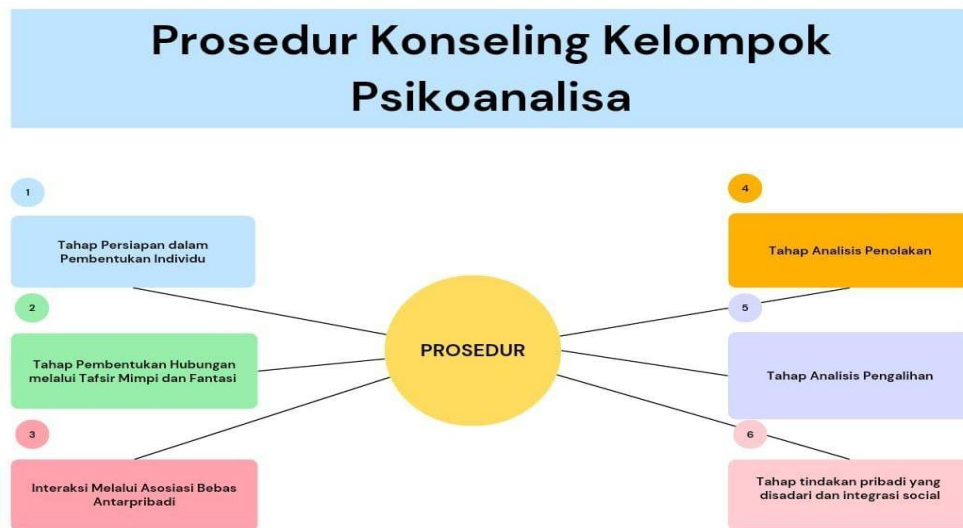 Prosedur Konseling Kelompok
Psikoanalisa
1
Tahap Persiapan dalam
Pembentukan Individu
2
Tahap Pembentukan Hubungan
melalui Tafsir Mimpi dan Fantasi
3
Interaksi Melalui Asosiasi Bebas
Antarpribadi
PROSEDUR
4
Tahap Analisis Penolakan
5
Tahap Analisis Pengalihan
6
Tahap tindakan pribadi yang
disadari dan integrasi social